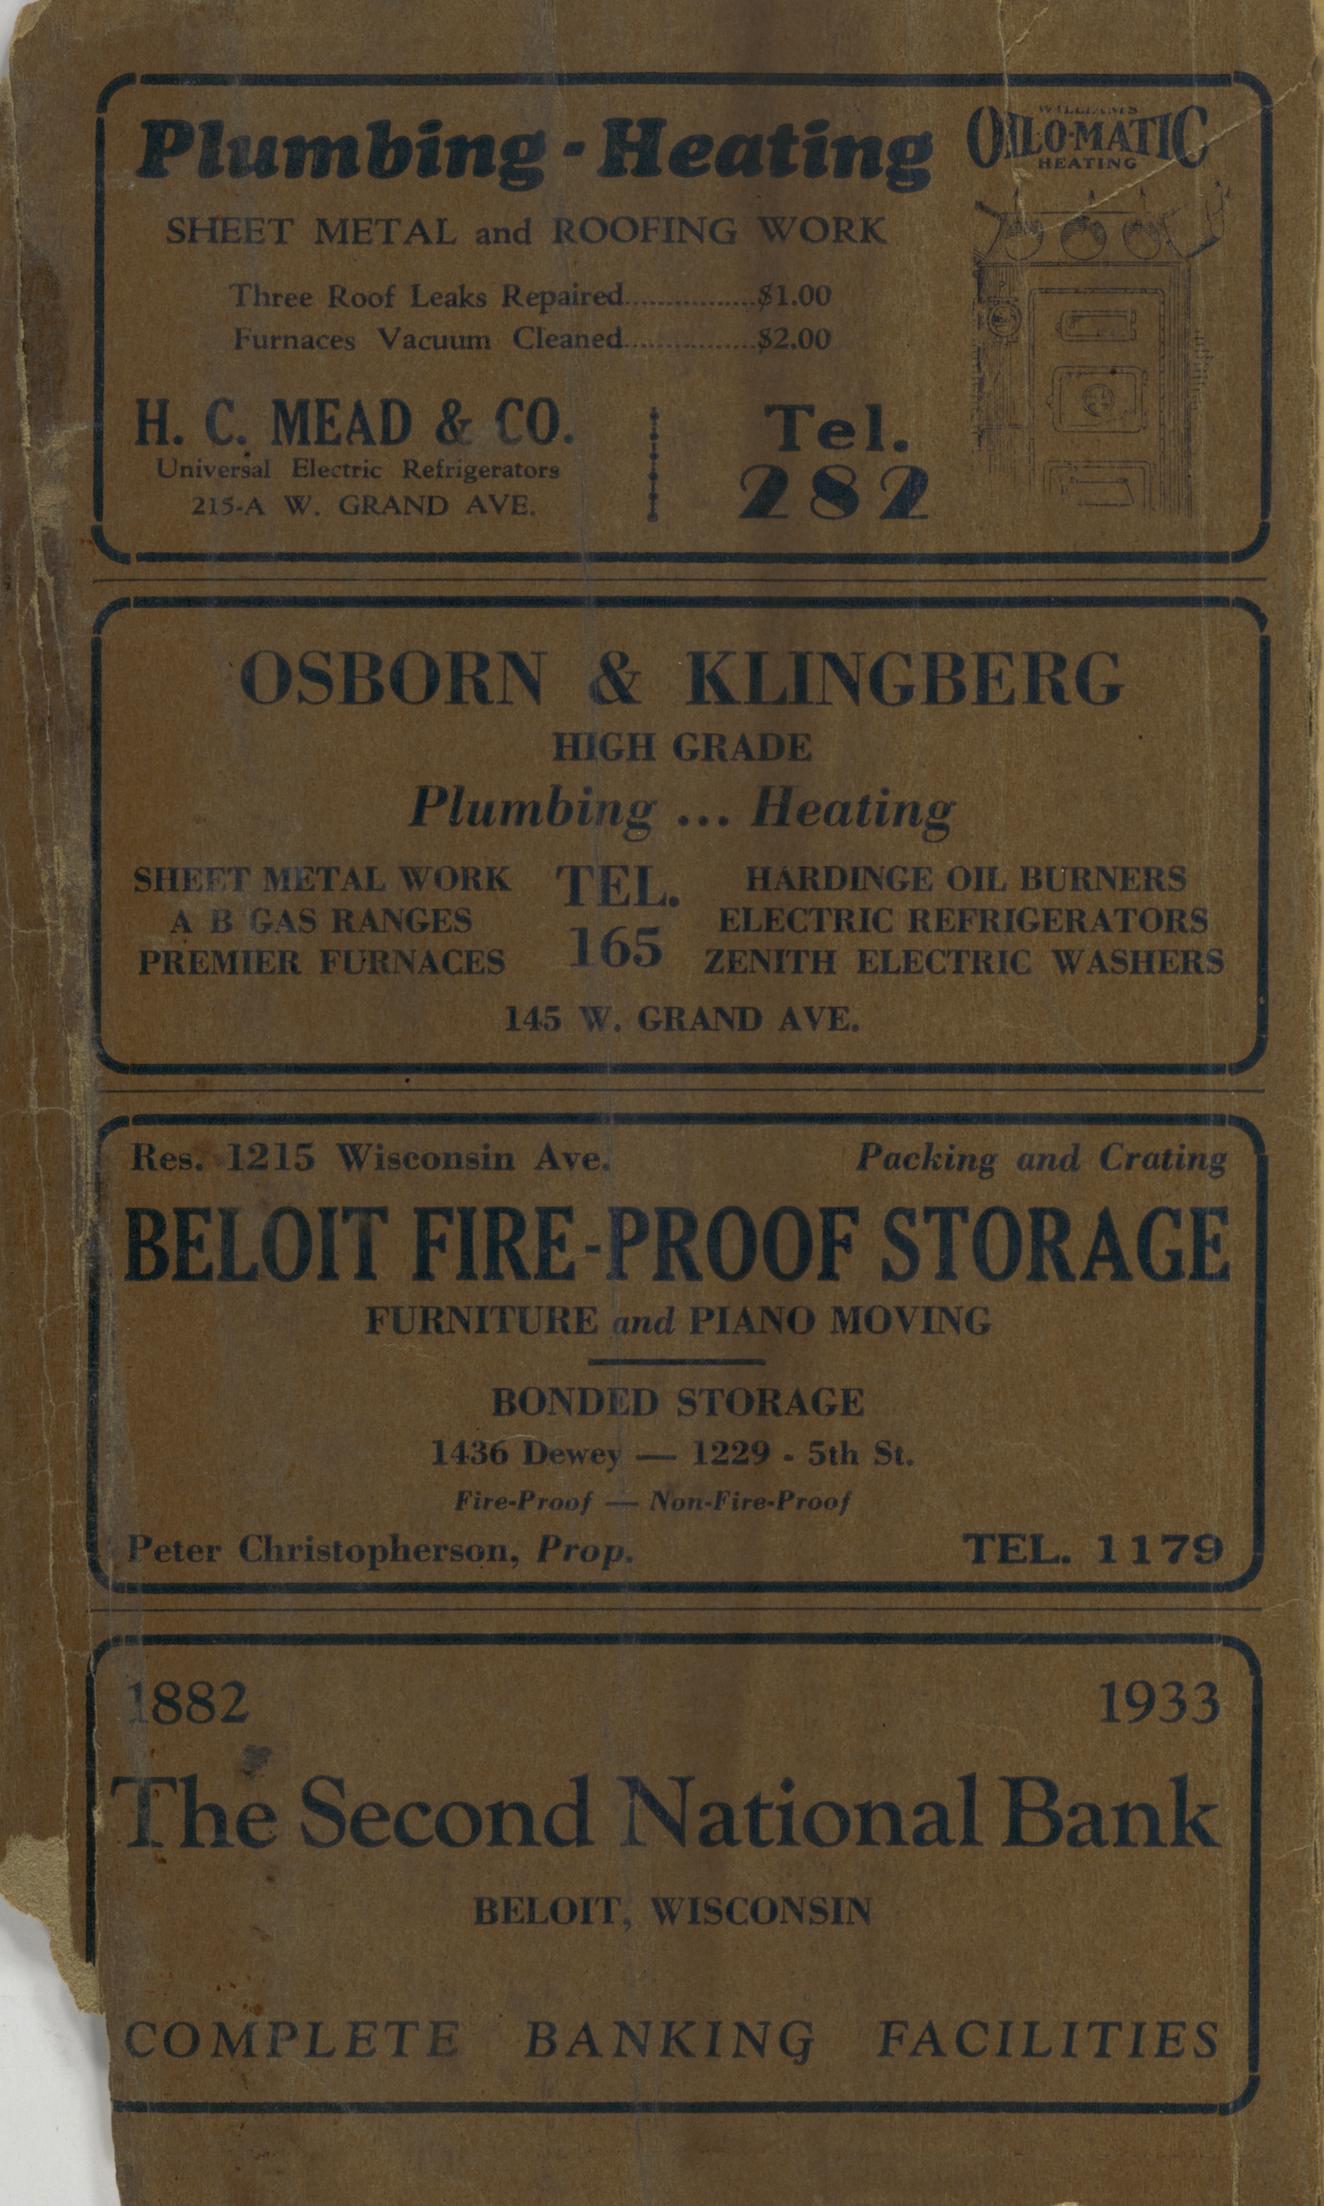 Plumbing - Heating
WILLIAMS
OIL-O-MATIC
HEATING
SHEET METAL and ROOFING WORK
Three Roof Leaks Repaired................$1.00
Furnaces Vacuum Cleaned................$2.00
H. C. MEAD & CO.
Universal Electric Refrigerators
215-A W. GRAND AVE.
Tel.
282
OSBORN & KLINGBERG
HIGH GRADE
Plumbing ... Heating
SHEET METAL WORK
A B GAS RANGES
PREMIER FURNACES
TEL.
165
HARDINGE OIL BURNERS
ELECTRIC REFRIGERATORS
ZENITH ELECTRIC WASHERS
145 W. GRAND AVE.
Res. 1215 Wisconsin Ave. Packing and Crating
BELOIT FIRE-PROOF STORAGE
FURNITURE and PIANO MOVING
BONDED STORAGE
1436 Dewey — 1229 - 5th St.
Fire-Proof — Non-Fire-Proof
Peter Christopherson, Prop. TEL. 1179
1882 1933
The Second National Bank
BELOIT, WISCONSIN
COMPLETE BANKING FACILITIES